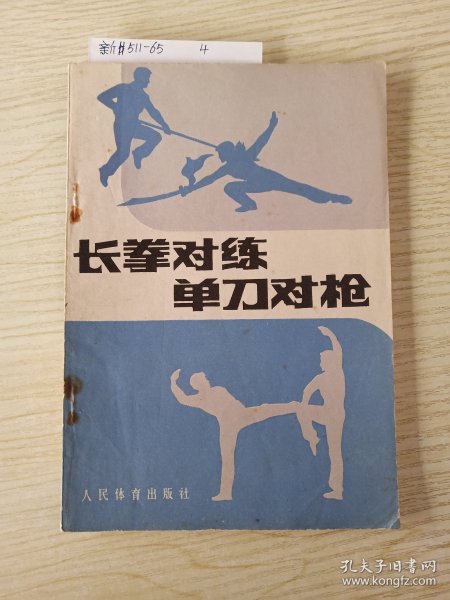 新#511-65 4
长拳对练
单刀对枪
人民体育出版社
孔夫子旧书网
www.kongfz.com